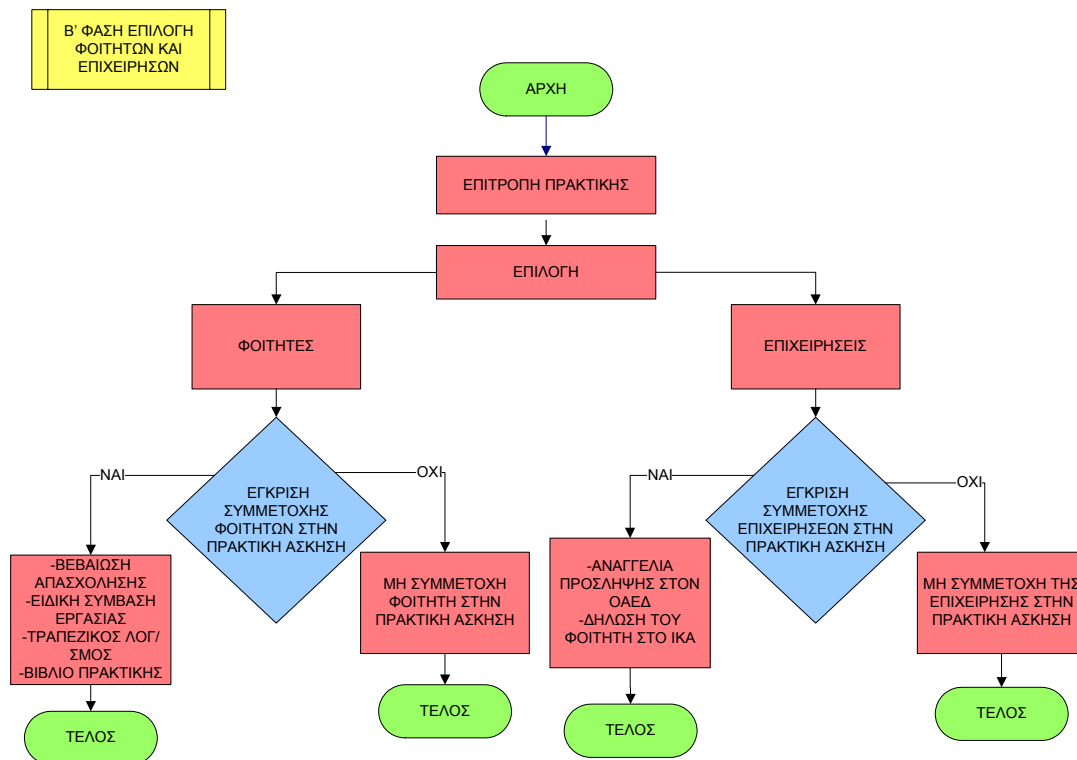 Β' ΦΑΣΗ ΕΠΙΛΟΓΗ
ΦΟΙΤΗΤΩΝ ΚΑΙ
ΕΠΙΧΕΙΡΗΣΩΝ
ΑΡΧΗ
ΕΠΙΤΡΟΠΗ ΠΡΑΚΤΙΚΗΣ
ΕΠΙΛΟΓΗ
ΦΟΙΤΗΤΕΣ
ΕΠΙΧΕΙΡΗΣΕΙΣ
ΝΑΙ
ΟΧΙ
ΕΓΚΡΙΣΗ
ΣΥΜΜΕΤΟΧΗΣ
ΦΟΙΤΗΤΩΝ ΣΤΗΝ
ΠΡΑΚΤΙΚΗ ΑΣΚΗΣΗ
ΝΑΙ
ΟΧΙ
ΕΓΚΡΙΣΗ
ΣΥΜΜΕΤΟΧΗΣ
ΕΠΙΧΕΙΡΗΣΕΩΝ ΣΤΗΝ
ΠΡΑΚΤΙΚΗ ΑΣΚΗΣΗ
-ΒΕΒΑΙΩΣΗ
ΑΠΑΣΧΟΛΗΣΗΣ
-ΕΙΔΙΚΗ ΣΥΜΒΑΣΗ
ΕΡΓΑΣΙΑΣ
-ΤΡΑΠΕΖΙΚΟΣ ΛΟΓ/
ΣΜΟΣ
-ΒΙΒΛΙΟ ΠΡΑΚΤΙΚΗΣ
ΜΗ ΣΥΜΜΕΤΟΧΗ
ΦΟΙΤΗΤΗ ΣΤΗΝ
ΠΡΑΚΤΙΚΗ ΑΣΚΗΣΗ
-ΑΝΑΓΓΕΛΙΑ
ΠΡΟΣΛΗΨΗΣ ΣΤΟΝ
ΟΑΕΔ
-ΔΗΛΩΣΗ ΤΟΥ
ΦΟΙΤΗΤΗ ΣΤΟ ΙΚΑ
ΜΗ ΣΥΜΜΕΤΟΧΗ ΤΗΣ
ΕΠΙΧΕΙΡΗΣΗΣ ΣΤΗΝ
ΠΡΑΚΤΙΚΗ ΑΣΚΗΣΗ
ΤΕΛΟΣ
ΤΕΛΟΣ
ΤΕΛΟΣ
ΤΕΛΟΣ